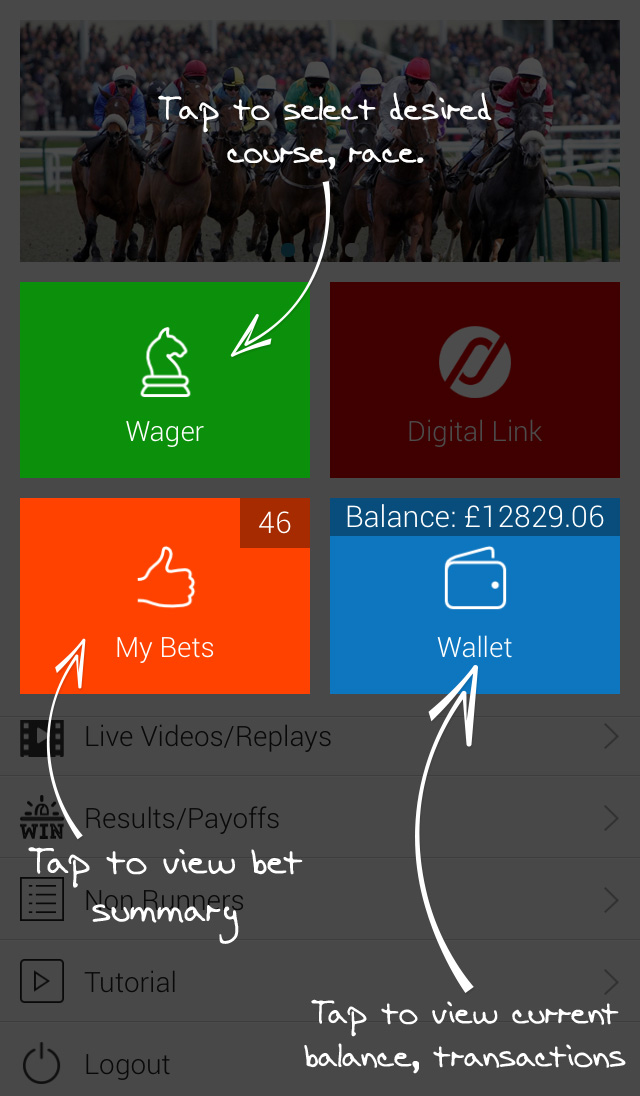 Tap to select desired
course, race.
Wager
Digital Link
46
My Bets
Balance: £12829.06
Wallet
Live Videos/Replays
WIN
Results/Payoffs
Tap to view bet
Non Runners
summary
Tutorial
Tap to view current
balance, transactions
Logout